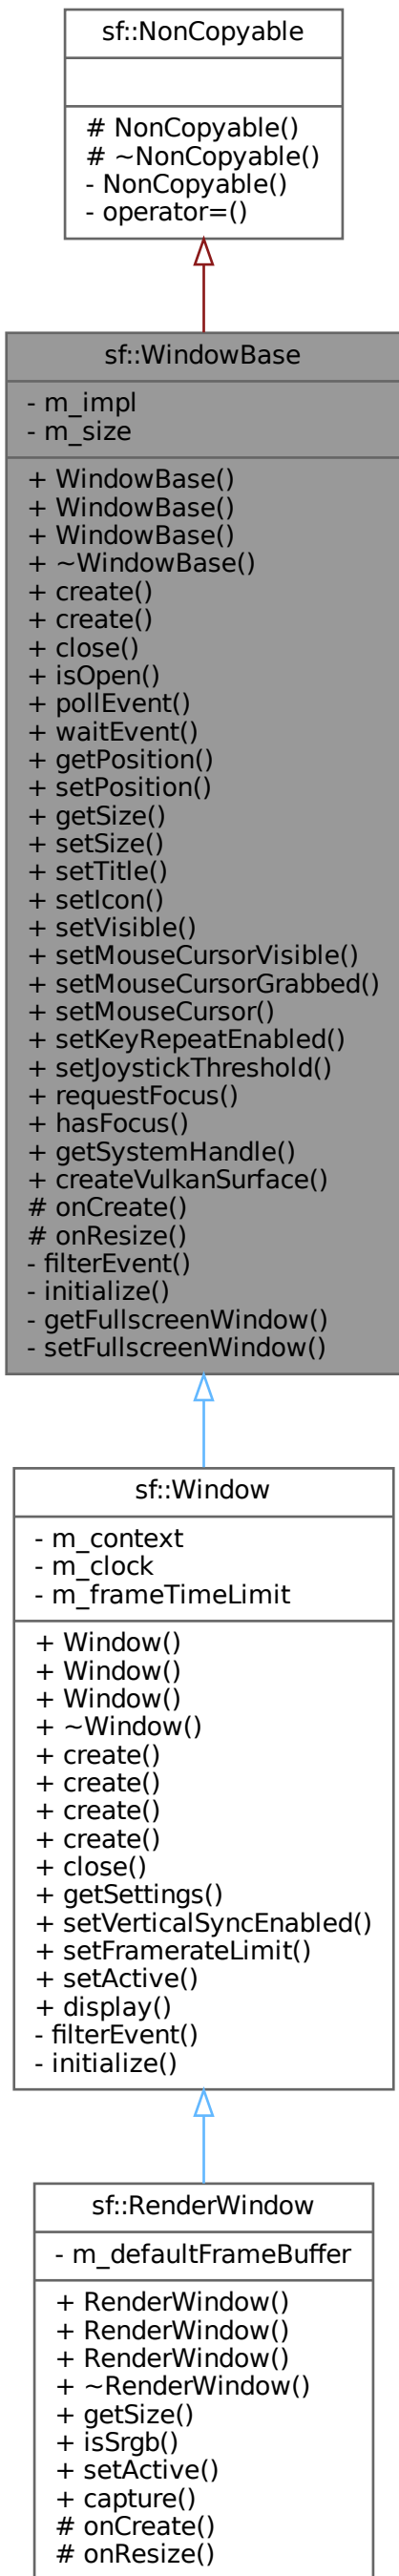 sf::NonCopyable
# NonCopyable()
# ~NonCopyable()
- NonCopyable()
- operator=()
sf::WindowBase
- m_impl
- m_size
+ WindowBase()
+ WindowBase()
+ WindowBase()
+ ~WindowBase()
+ create()
+ create()
+ close()
+ isOpen()
+ pollEvent()
+ waitEvent()
+ getPosition()
+ setPosition()
+ getSize()
+ setSize()
+ setTitle()
+ setIcon()
+ setVisible()
+ setMouseCursorVisible()
+ setMouseCursorGrabbed()
+ setMouseCursor()
+ setKeyRepeatEnabled()
+ setJoystickThreshold()
+ requestFocus()
+ hasFocus()
+ getSystemHandle()
+ createVulkanSurface()
# onCreate()
# onResize()
- filterEvent()
- initialize()
- getFullscreenWindow()
- setFullscreenWindow()
sf::Window
- m_context
- m_clock
- m_frameTimeLimit
+ Window()
+ Window()
+ Window()
+ ~Window()
+ create()
+ create()
+ create()
+ create()
+ close()
+ getSettings()
+ setVerticalSyncEnabled()
+ setFramerateLimit()
+ setActive()
+ display()
- filterEvent()
- initialize()
sf::RenderWindow
- m_defaultFrameBuffer
+ RenderWindow()
+ RenderWindow()
+ RenderWindow()
+ ~RenderWindow()
+ getSize()
+ isSrgb()
+ setActive()
+ capture()
# onCreate()
# onResize()